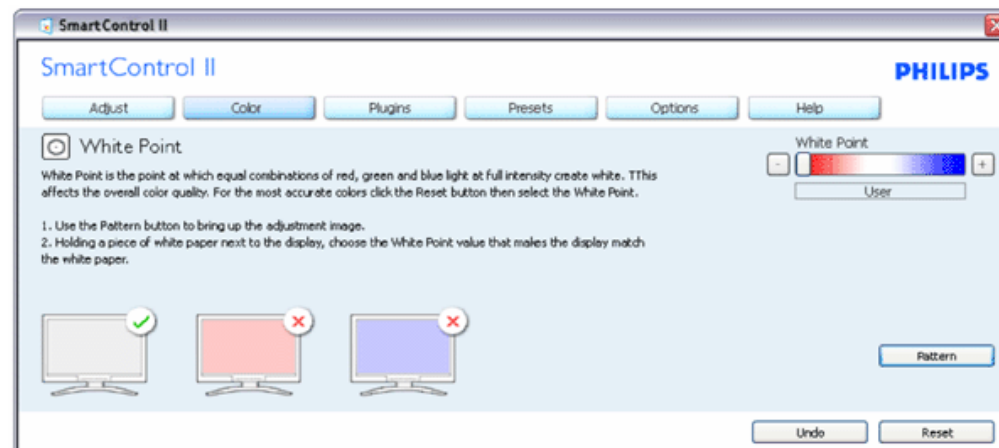 SmartControl II
SmartControl II
PHILIPS
Adjust
Color
Plugins
Presets
Options
Help
White Point
White Point is the point at which equal combinations of red, green and blue light at full intensity create white. TThis
affects the overall color quality. For the most accurate colors click the Reset button then select the White Point.
1. Use the Pattern button to bring up the adjustment image.
2. Holding a piece of white paper next to the display, choose the White Point value that makes the display match
the white paper.
White Point
- +
User
Pattern
Undo
Reset